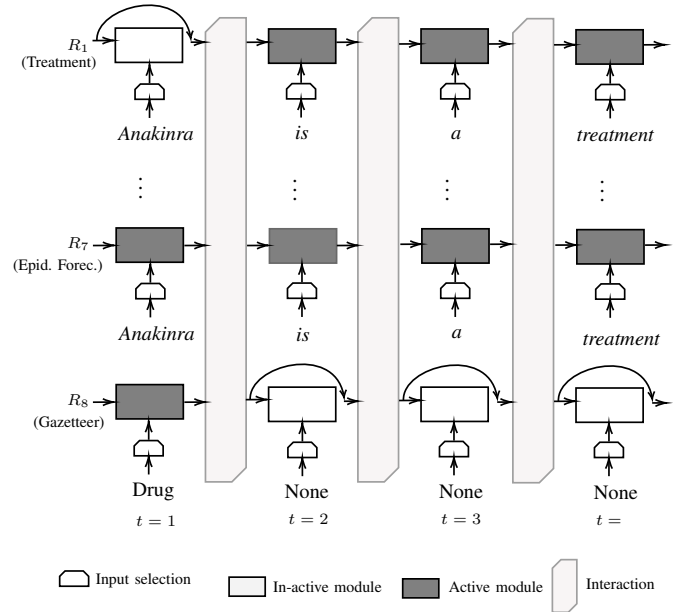 R₁
(Treatment)
Anakinra is a treatment
⋮ ⋮ ⋮ ⋮
R₇
(Epid. Forec.)
Anakinra is a treatment
R₈
(Gazetteer)
Drug None None None
t = 1 t = 2 t = 3 t =
Input selection In-active module Active module Interaction